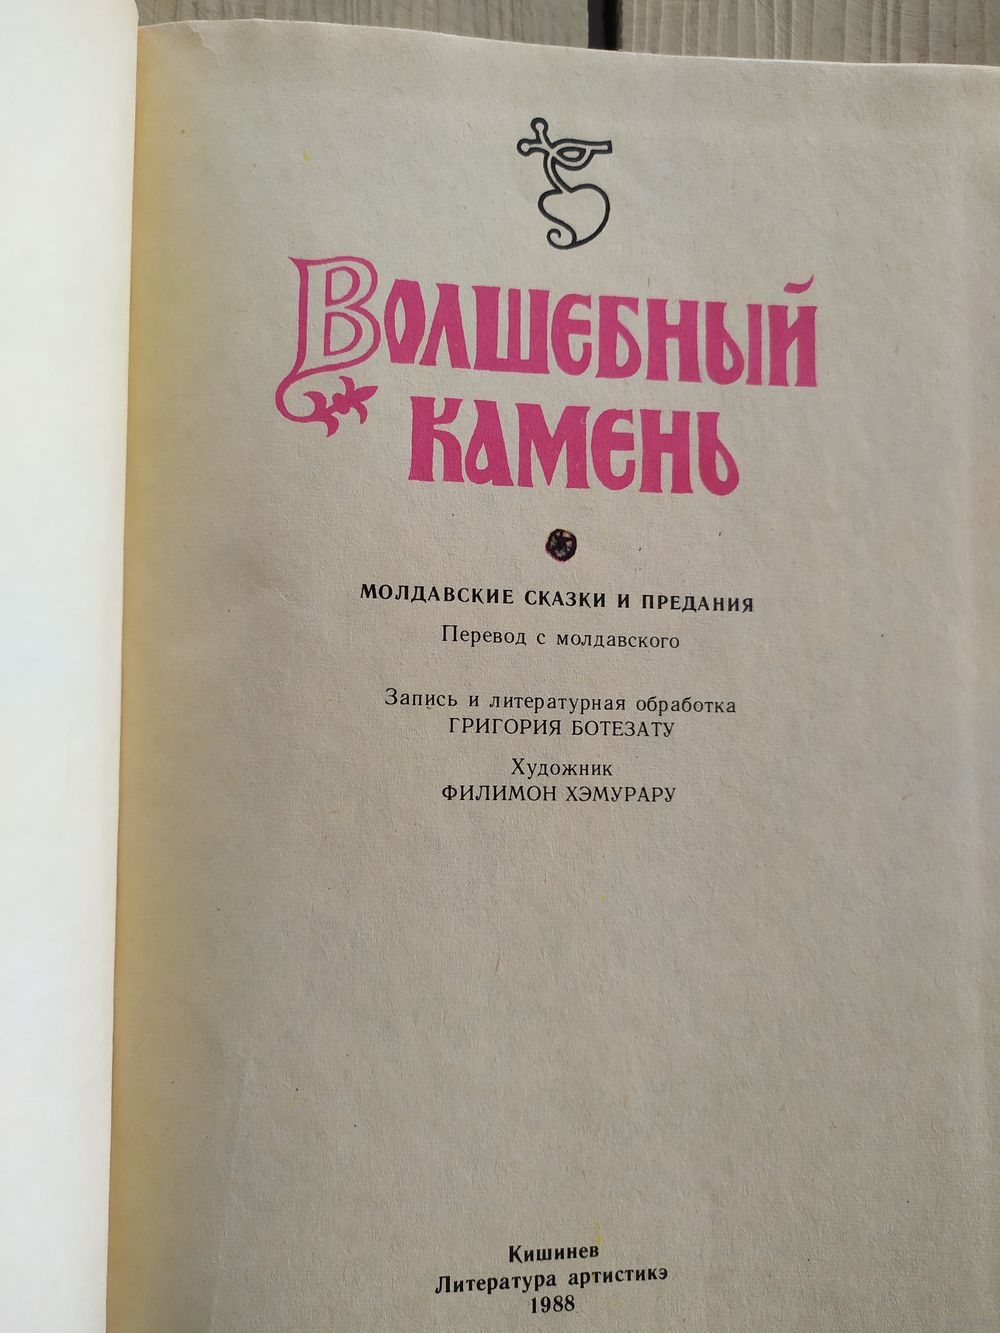 Волшебный
камень
МОЛДАВСКИЕ СКАЗКИ И ПРЕДАНИЯ
Перевод с молдавского
Запись и литературная обработка
ГРИГОРИЯ БОТЕЗАТУ
Художник
ФИЛИМОН ХЭМУРАРУ
Кишинев
Литература артистикэ
1988